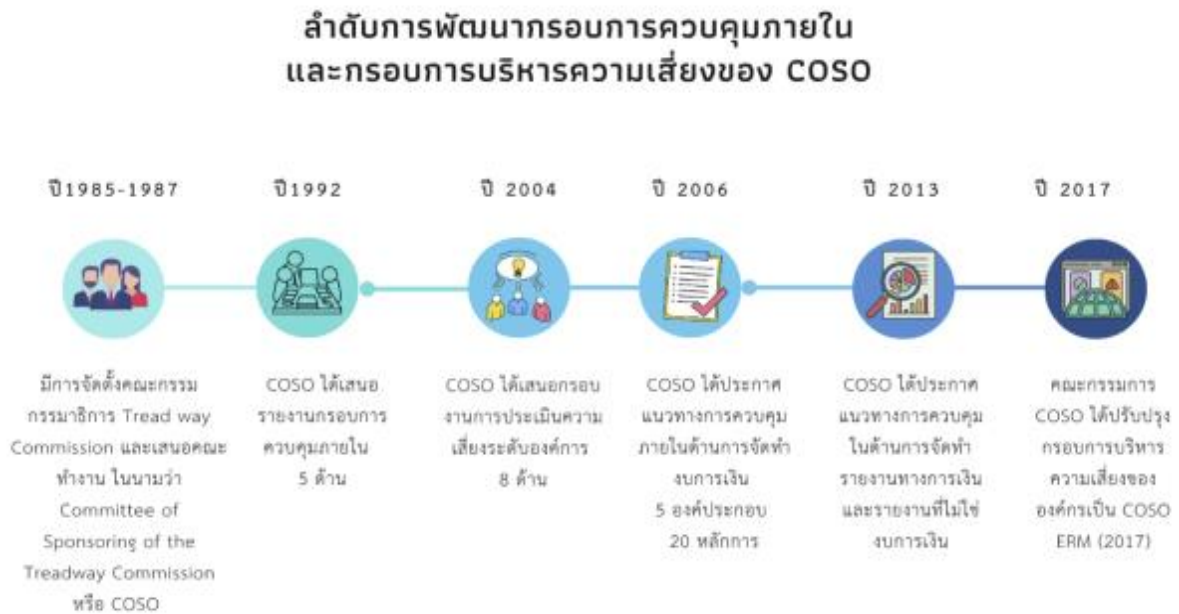 ลำดับการพัฒนากรอบการควบคุมภายใน
และกรอบการบริหารความเสี่ยงของ COSO
ปี1985-1987
มีการจัดตั้งคณะกรรม
กรรมาธิการ Tread way
Commission และเสนอคณะ
ทำงาน ในนามว่า
Committee of
Sponsoring of the
Treadway Commission
หรือ COSO
ปี1992
COSO ได้เสนอ
รายงานกรอบการ
ควบคุมภายใน
5 ด้าน
ปี 2004
COSO ได้เสนอกรอบ
งานการประเมินความ
เสี่ยงระดับองค์การ
8 ด้าน
ปี 2006
COSO ได้ประกาศ
แนวทางการควบคุม
ภายในด้านการจัดทำ
งบการเงิน
5 องค์ประกอบ
20 หลักการ
ปี 2013
COSO ได้ประกาศ
แนวทางการควบคุม
ในด้านการจัดทำ
รายงานทางการเงิน
และรายงานที่ไม่ใช่
งบการเงิน
ปี 2017
คณะกรรมการ
COSO ได้ปรับปรุง
กรอบการบริหาร
ความเสี่ยงของ
องค์กรเป็น COSO
ERM (2017)